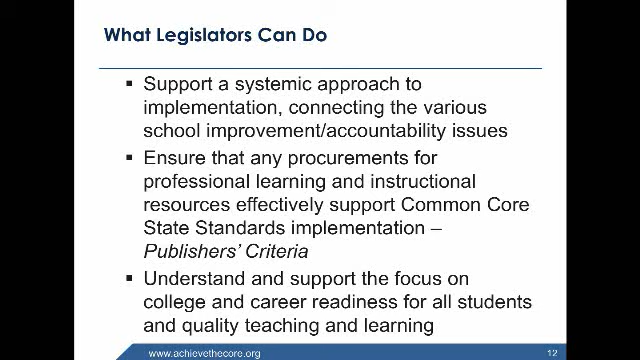 What Legislators Can Do
▪ Support a systemic approach to
implementation, connecting the various
school improvement/accountability issues
▪ Ensure that any procurements for
professional learning and instructional
resources effectively support Common Core
State Standards implementation –
Publishers' Criteria
▪ Understand and support the focus on
college and career readiness for all students
and quality teaching and learning
www.achievethecore.org
12